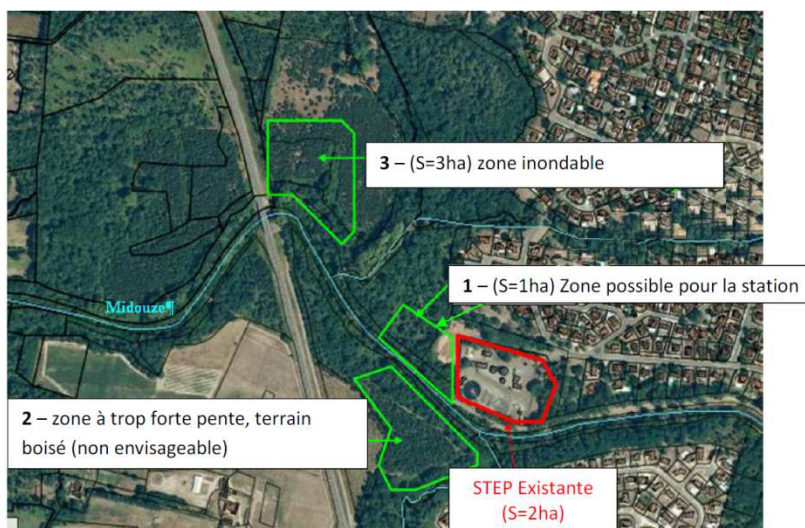 3 – (S=3ha) zone inondable
1 – (S=1ha) Zone possible pour la station
Midouze¶
2 – zone à trop forte pente, terrain
boisé (non envisageable)
STEP Existante
(S=2ha)